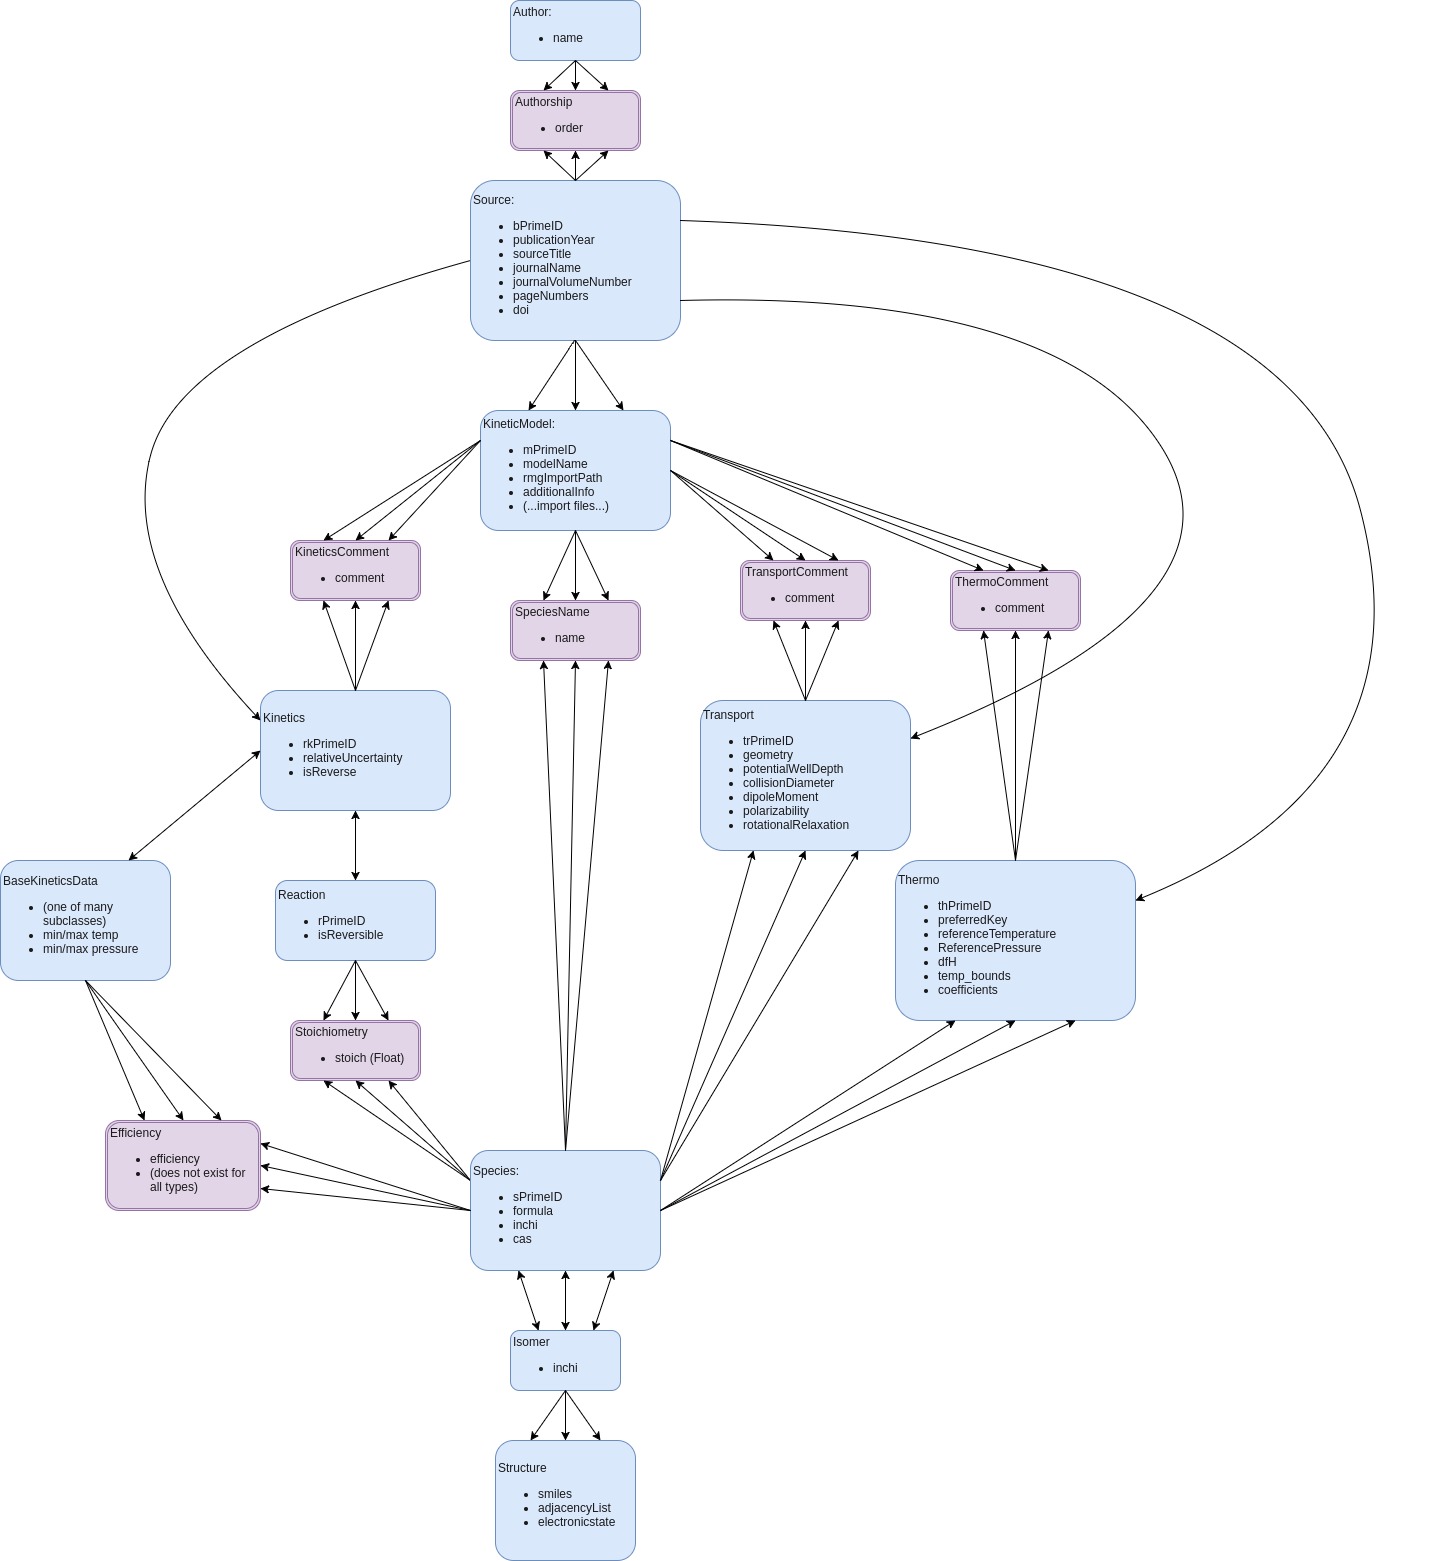 Author:
name
Authorship
order
Source:
bPrimeID
publicationYear
sourceTitle
journalName
journalVolumeNumber
pageNumbers
doi
KineticModel:
mPrimeID
modelName
rmgImportPath
additionalInfo
(...import files...)
KineticsComment
comment
SpeciesName
name
TransportComment
comment
ThermoComment
comment
Kinetics
rkPrimeID
relativeUncertainty
isReverse
Transport
trPrimeID
geometry
potentialWellDepth
collisionDiameter
dipoleMoment
polarizability
rotationalRelaxation
BaseKineticsData
(one of many
subclasses)
min/max temp
min/max pressure
Reaction
rPrimeID
isReversible
Thermo
thPrimeID
preferredKey
referenceTemperature
ReferencePressure
dfH
temp_bounds
coefficients
Stoichiometry
stoich (Float)
Efficiency
efficiency
(does not exist for
all types)
Species:
sPrimeID
formula
inchi
cas
Isomer
inchi
Structure
smiles
adjacencyList
electronicstate